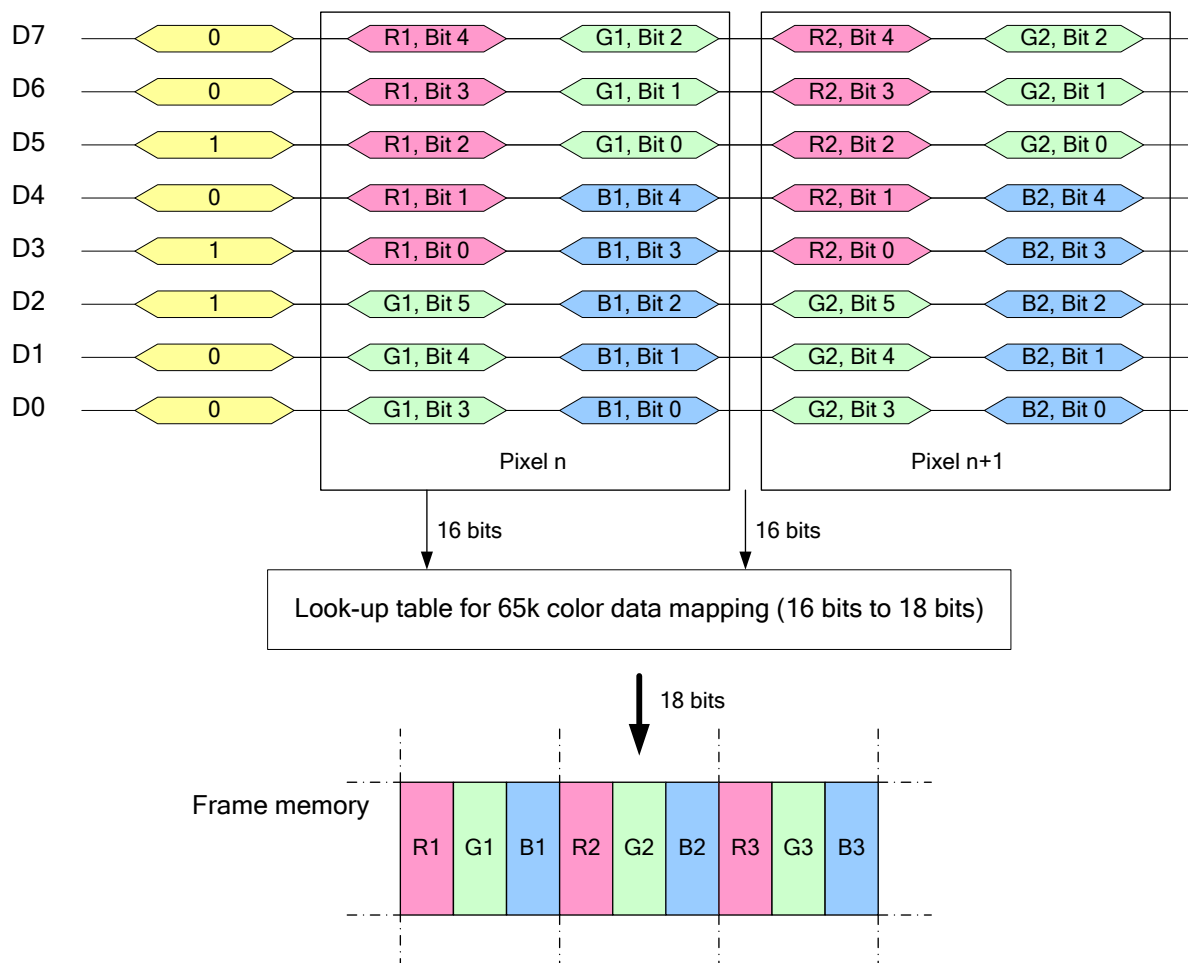 D7 0 R1, Bit 4 G1, Bit 2 R2, Bit 4 G2, Bit 2
D6 0 R1, Bit 3 G1, Bit 1 R2, Bit 3 G2, Bit 1
D5 1 R1, Bit 2 G1, Bit 0 R2, Bit 2 G2, Bit 0
D4 0 R1, Bit 1 B1, Bit 4 R2, Bit 1 B2, Bit 4
D3 1 R1, Bit 0 B1, Bit 3 R2, Bit 0 B2, Bit 3
D2 1 G1, Bit 5 B1, Bit 2 G2, Bit 5 B2, Bit 2
D1 0 G1, Bit 4 B1, Bit 1 G2, Bit 4 B2, Bit 1
D0 0 G1, Bit 3 B1, Bit 0 G2, Bit 3 B2, Bit 0
Pixel n Pixel n+1
16 bits 16 bits
Look-up table for 65k color data mapping (16 bits to 18 bits)
18 bits
Frame memory
R1 G1 B1 R2 G2 B2 R3 G3 B3